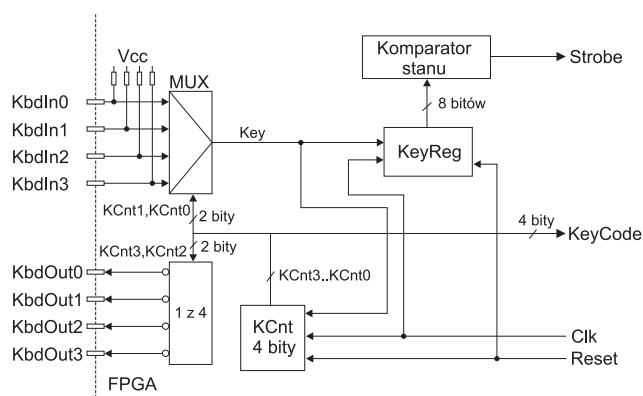 Vcc
MUX
Komparator
stanu
Strobe
KbdIn0
KbdIn1
KbdIn2
KbdIn3
8 bitów
Key
KeyReg
KCnt1,KCnt0
2 bity
4 bity
KeyCode
KCnt3,KCnt2
2 bity
KbdOut0
KbdOut1
KbdOut2
KbdOut3
1 z 4
KCnt3..KCnt0
KCnt
4 bity
Clk
Reset
FPGA